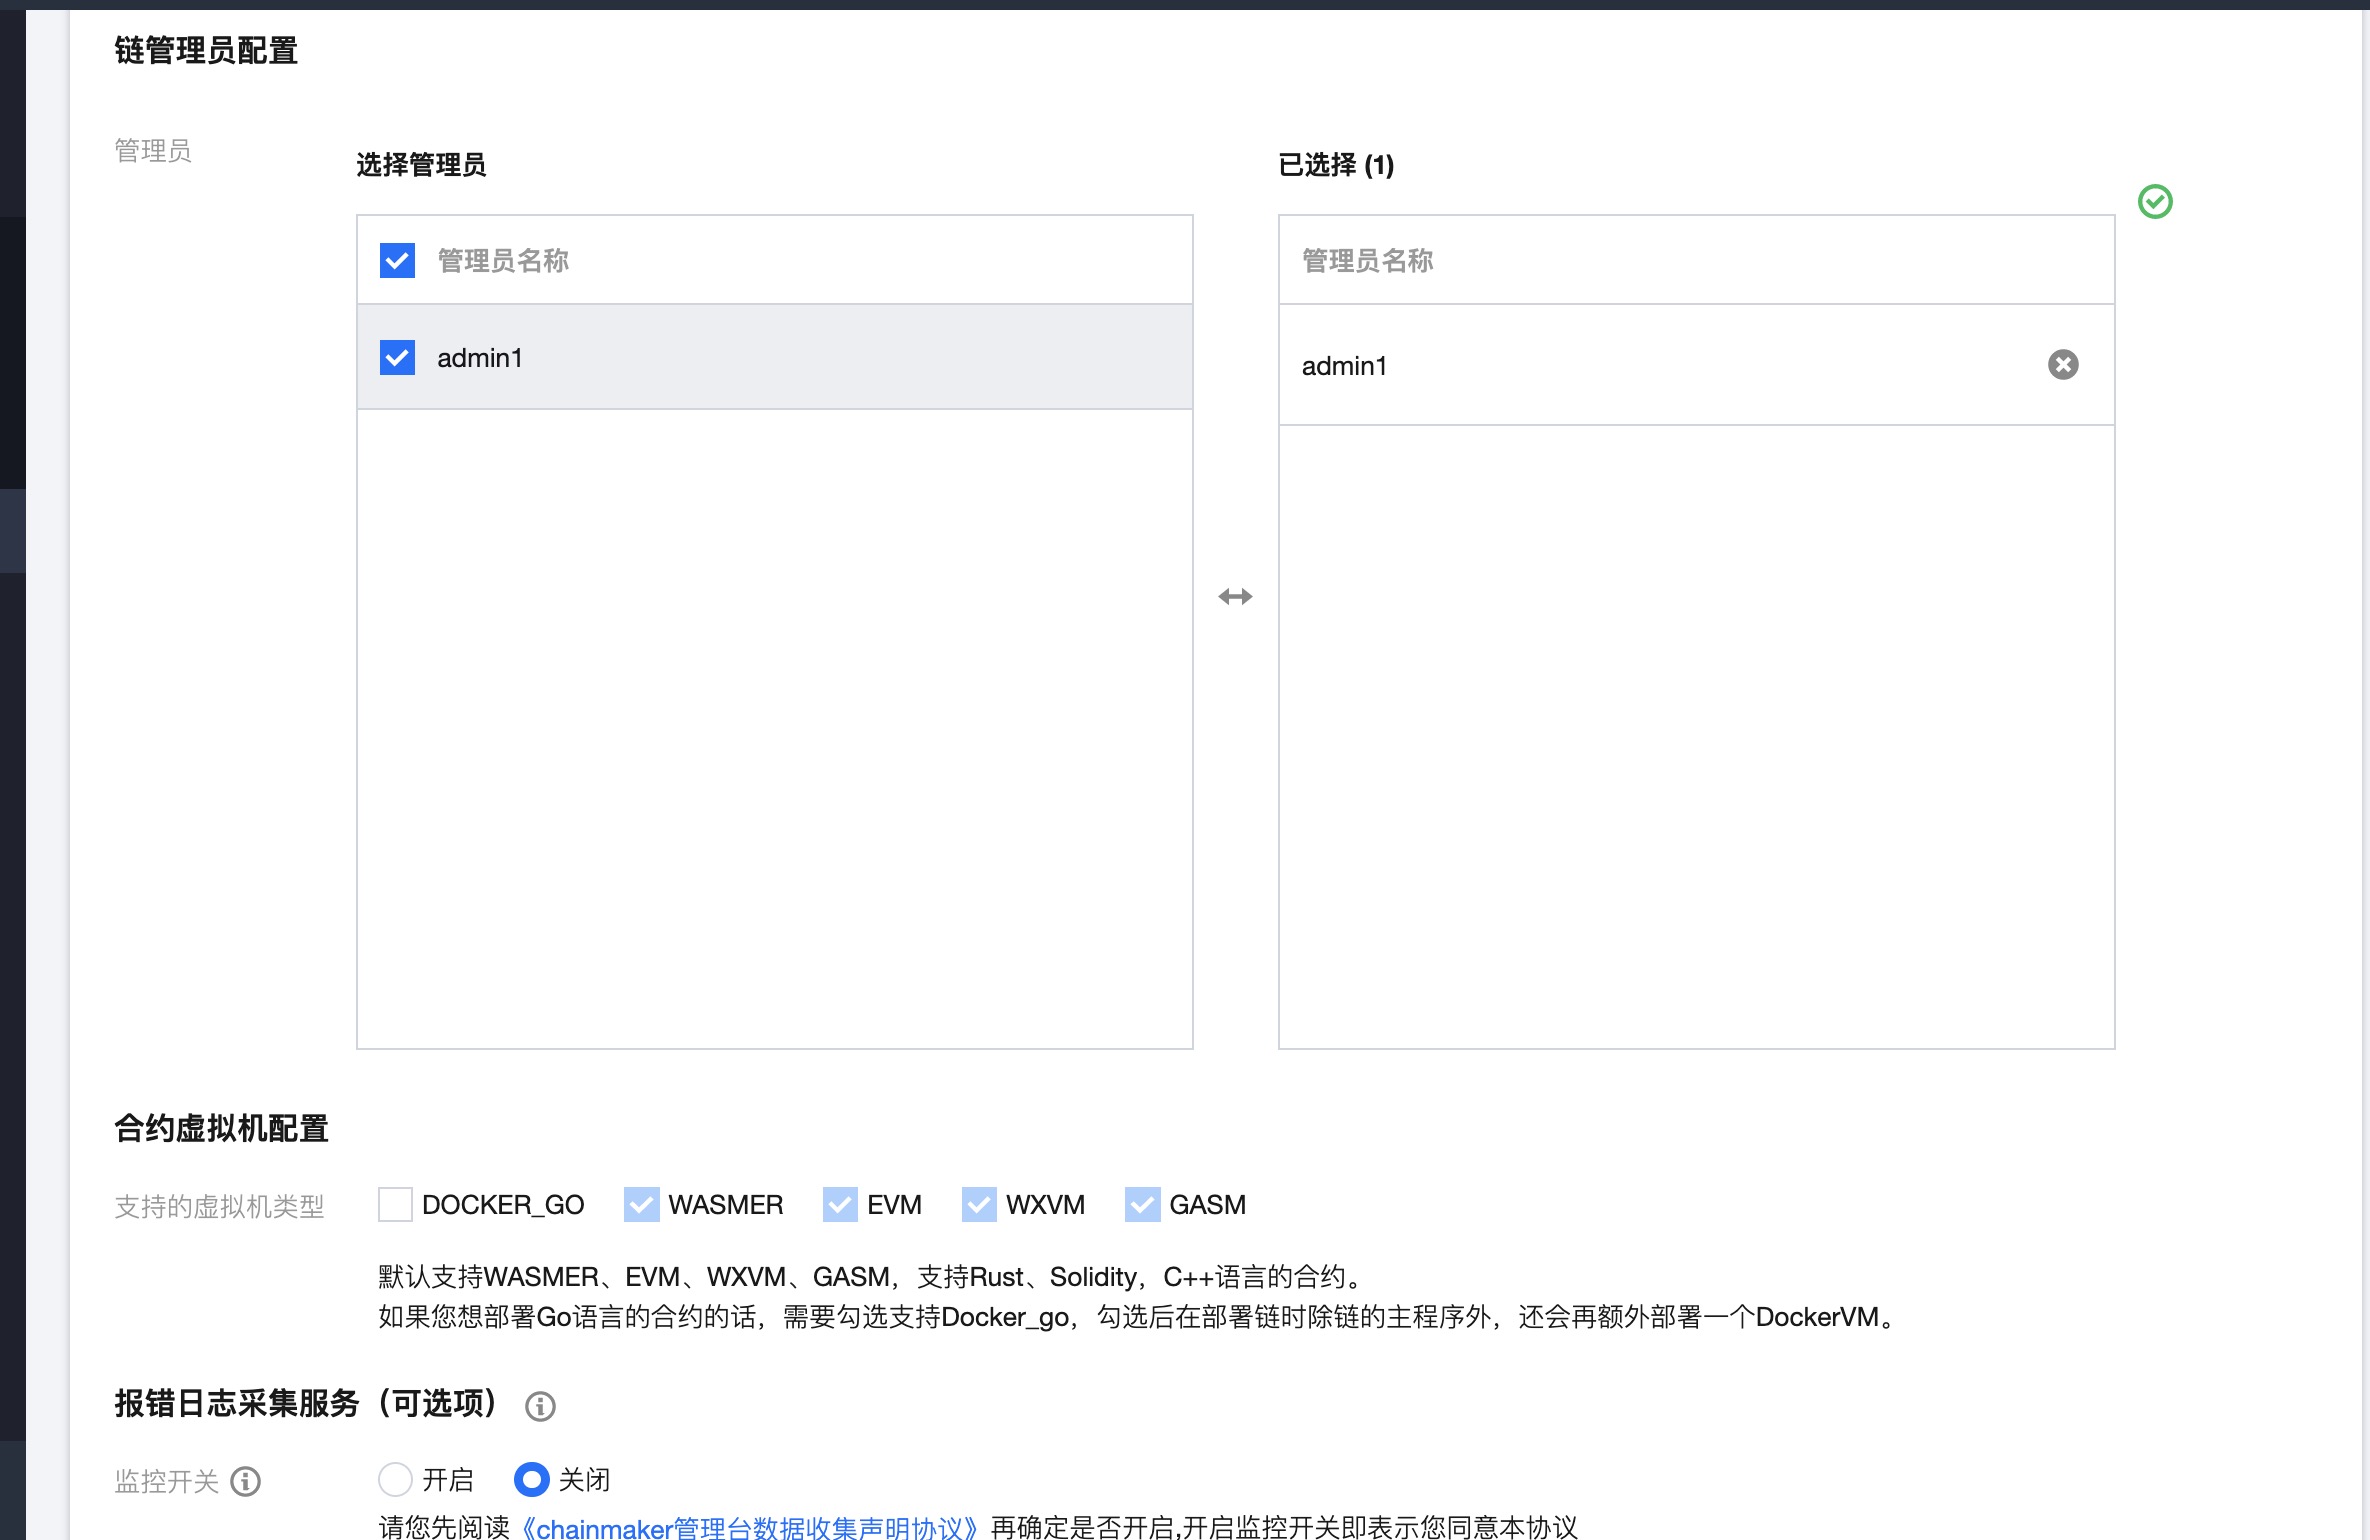 链管理员配置
管理员
选择管理员
已选择 (1)
管理员名称
管理员名称
admin1
admin1
合约虚拟机配置
支持的虚拟机类型 DOCKER_GO WASMER EVM WXVM GASM
默认支持WASMER、EVM、WXVM、GASM，支持Rust、Solidity，C++语言的合约。
如果您想部署Go语言的合约的话，需要勾选支持Docker_go，勾选后在部署链时除链的主程序外，还会再额外部署一个DockerVM。
报错日志采集服务（可选项）
监控开关 开启 关闭
请您先阅读《chainmaker管理台数据收集声明协议》再确定是否开启,开启监控开关即表示您同意本协议